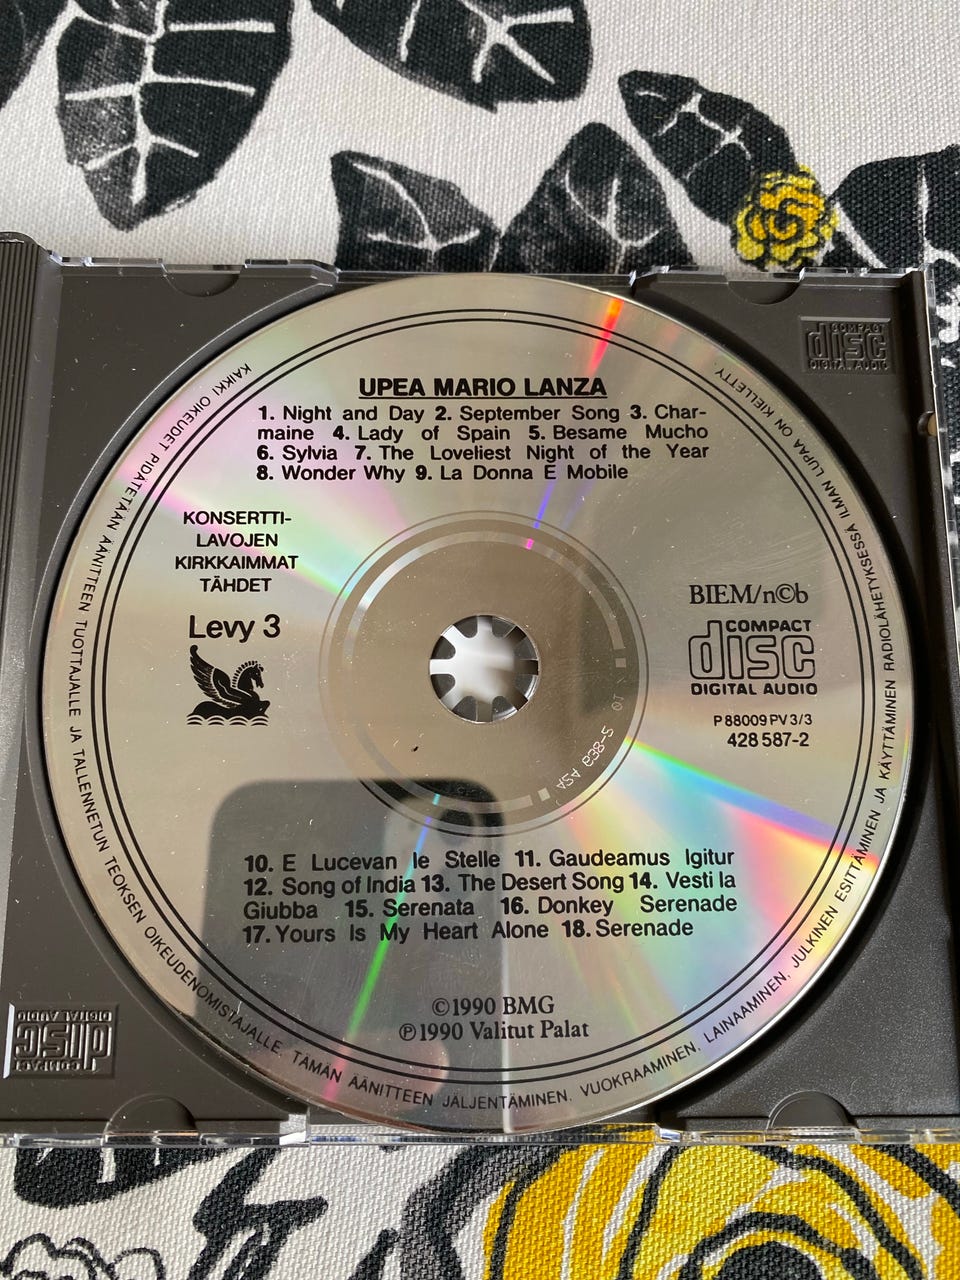 UPEA MARIO LANZA
1. Night and Day 2. September Song 3. Char-
maine 4. Lady of Spain 5. Besame Mucho
6. Sylvia 7. The Loveliest Night of the Year
8. Wonder Why 9. La Donna E Mobile
KONSERTTI-
LAVOJEN
KIRKKAIMMAT
TÄHDET
Levy 3
BIEM/n©b
COMPACT
disc
DIGITAL AUDIO
P 88009 PV 3/3
428 587-2
10. E Lucevan le Stelle 11. Gaudeamus Igitur
12. Song of India 13. The Desert Song 14. Vesti la
Giubba 15. Serenata 16. Donkey Serenade
17. Yours Is My Heart Alone 18. Serenade
©1990 BMG
℗1990 Valitut Palat
KAIKKI OIKEUDET PIDÄTETÄÄN ÄÄNITTEEN TUOTTAJALLE JA TALLENNETUN TEOKSEN OIKEUDENOMISTAJALLE. TÄMÄN ÄÄNITTEEN JÄLJENTÄMINEN, VUOKRAAMINEN, LAINAAMINEN, JULKINEN ESITTÄMINEN JA KÄYTTÄMINEN RADIOLÄHETYKSESSÄ ILMAN LUPAA ON KIELLETTY
COMPACT
disc
DIGITAL AUDIO
COMPACT
disc
DIGITAL AUDIO